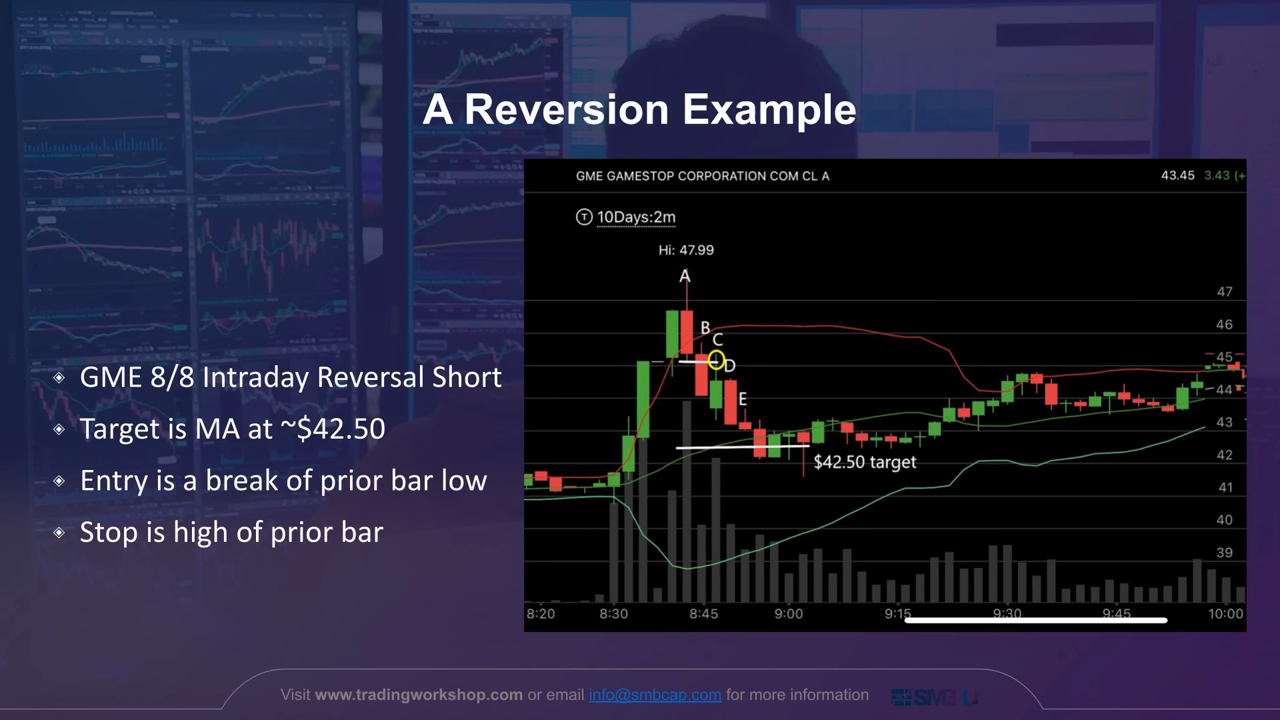 A Reversion Example
GME 8/8 Intraday Reversal Short
Target is MA at ~$42.50
Entry is a break of prior bar low
Stop is high of prior bar
GME GAMESTOP CORPORATION COM CL A
43.45 3.43 (+
T 10Days:2m
Hi: 47.99
A
B
C
D
E
$42.50 target
47
46
45
44
43
42
41
40
39
8:20 8:30 8:45 9:00 9:15 9:30 9:45 10:00
Visit www.tradingworkshop.com or email info@smbcap.com for more information
SMB U